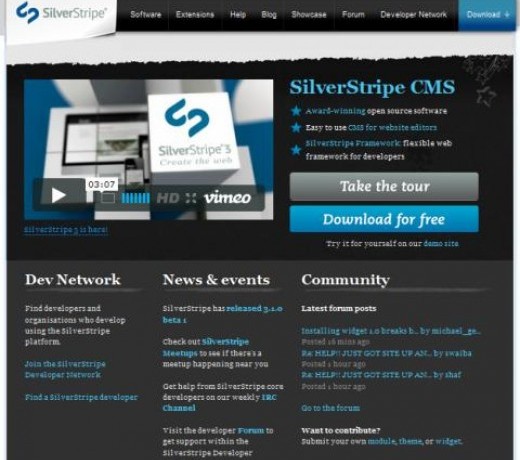 SilverStripe
Software Extensions Help Blog Showcase Forum Developer Network Download
SilverStripe CMS
Award-winning open source software
Easy to use CMS for website editors
SilverStripe Framework: flexible web
framework for developers
SilverStripe 3
Create the web
03:07
HD vimeo
SilverStripe 3 is here!
Take the tour
Download for free
Try it for yourself on our demo site
Dev Network
Find developers and
organisations who develop
using the SilverStripe
platform.
Join the SilverStripe
Developer Network
Find a SilverStripe developer
News & events
SilverStripe has released 3.1.0
beta 1
Check out SilverStripe
Meetups to see if there's a
meetup happening near you
Get help from SilverStripe core
developers on our weekly IRC
Channel
Visit the developer Forum to
get support within the
SilverStripe Developer
Community
Latest forum posts
Installing widget 1.0 breaks h... by michael_ge...
Posted 16 mins ago
Re: HELP!! JUST GOT SITE UP AN... by swaiba
Posted 1 hour ago
Re: HELP!! JUST GOT SITE UP AN... by shaf
Posted 1 hour ago
Go to the forum
Want to contribute?
Submit your own module, theme, or widget.